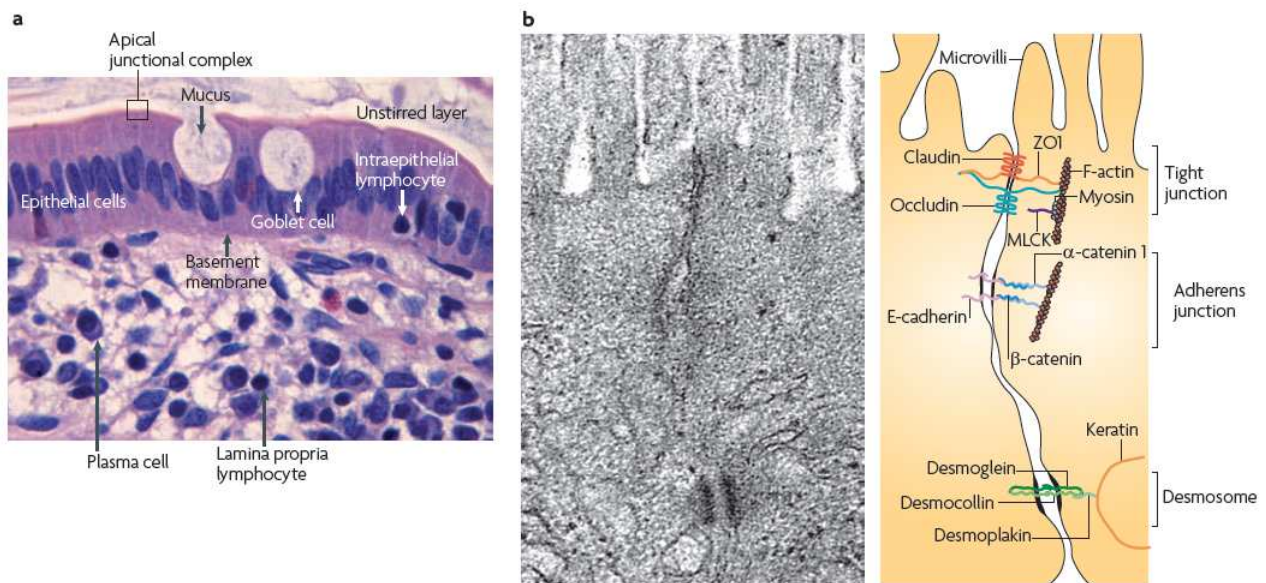 a
Apical
junctional complex
Mucus
Unstirred layer
Intraepithelial
lymphocyte
Epithelial cells
Goblet cell
Basement
membrane
Plasma cell
Lamina propria
lymphocyte
b
Microvilli
Claudin
ZO1
F-actin
Myosin
Occludin
MLCK
Tight
junction
α-catenin 1
E-cadherin
β-catenin
Adherens
junction
Keratin
Desmoglein
Desmocollin
Desmoplakin
Desmosome